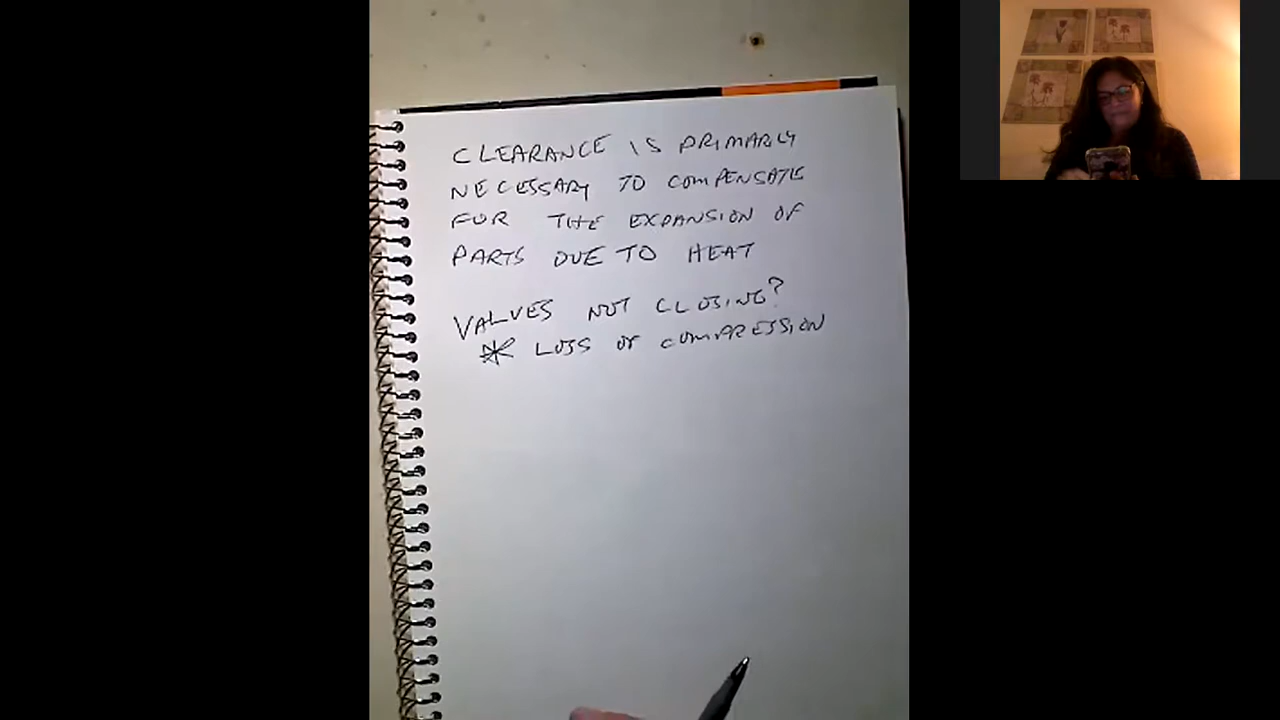 CLEARANCE IS PRIMARILY
NECESSARY TO COMPENSATE
FOR THE EXPANSION OF
PARTS DUE TO HEAT
VALVES NOT CLOSING?
* LOSS OF COMPRESSION